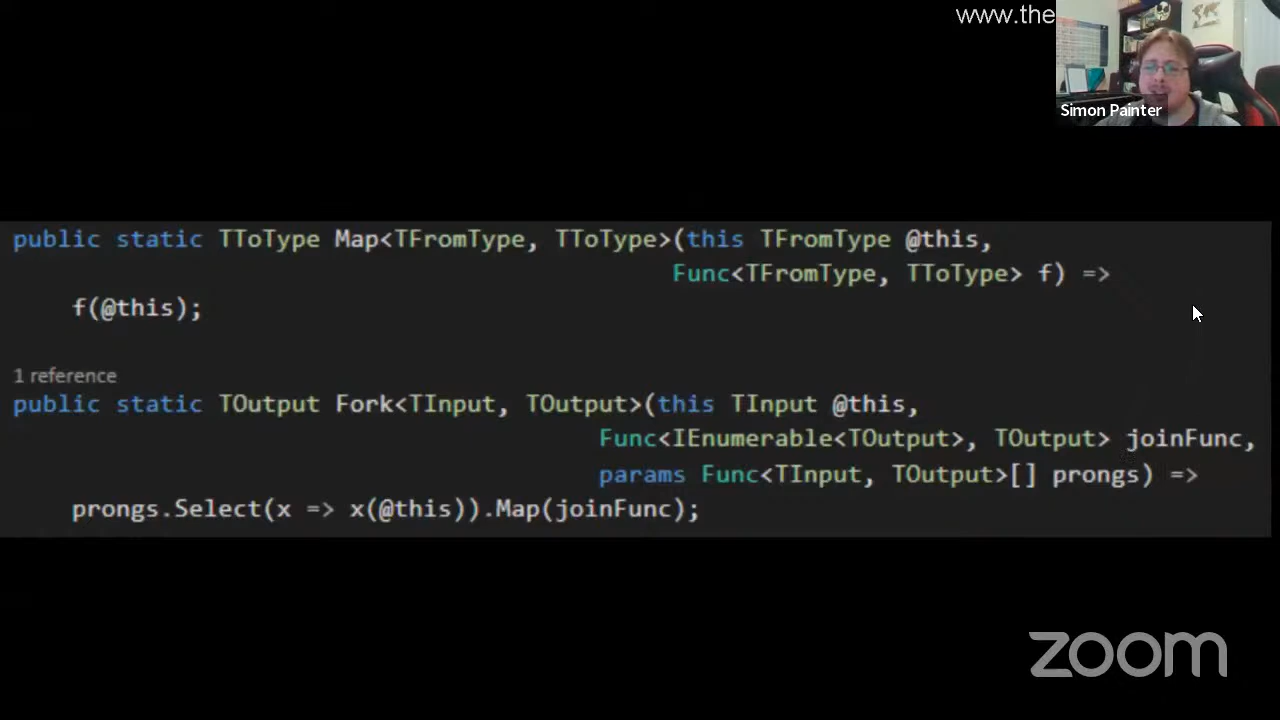 www.the
Simon Painter
public static TToType Map<TFromType, TToType>(this TFromType @this,
Func<TFromType, TToType> f) =>
f(@this);
1 reference
public static TOutput Fork<TInput, TOutput>(this TInput @this,
Func<IEnumerable<TOutput>, TOutput> joinFunc,
params Func<TInput, TOutput>[] prongs) =>
prongs.Select(x => x(@this)).Map(joinFunc);
zoom